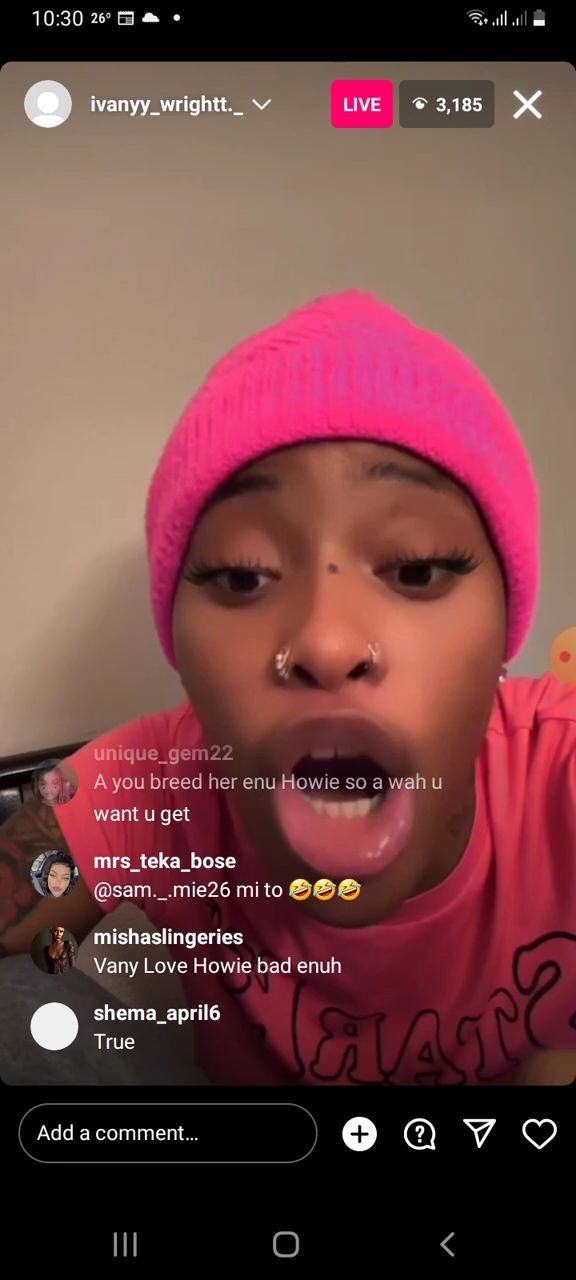 10:30 26°
ivanyy_wrightt._ LIVE 3,185
unique_gem22
A you breed her enu Howie so a wah u
want u get
mrs_teka_bose
@sam._.mie26 mi to 🤣🤣🤣
mishaslingeries
Vany Love Howie bad enuh
shema_april6
True
Add a comment…